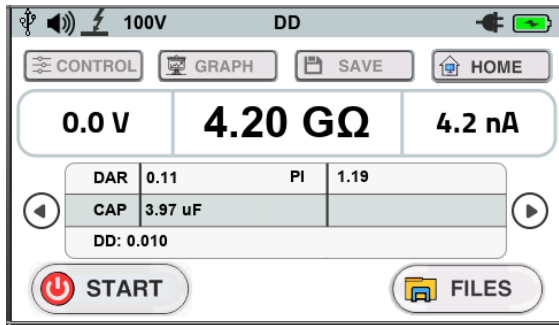 100V DD
CONTROL GRAPH SAVE HOME
0.0 V 4.20 GΩ 4.2 nA
DAR 0.11 PI 1.19
CAP 3.97 uF
DD: 0.010
START FILES